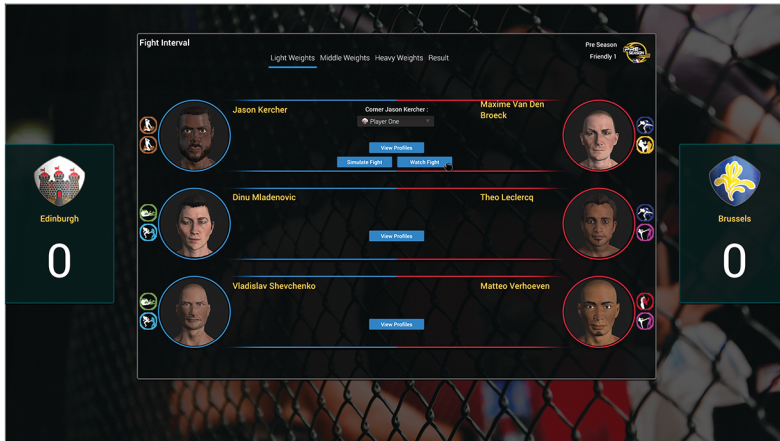 Fight Interval
Pre Season
Friendly 1
Light Weights Middle Weights Heavy Weights Result
Jason Kercher
Corner Jason Kercher :
Player One
Maxime Van Den
Broeck
View Profiles
Simulate Fight Watch Fight
Edinburgh
0
Brussels
0
Dinu Mladenovic
Theo Leclercq
View Profiles
Vladislav Shevchenko
Matteo Verhoeven
View Profiles